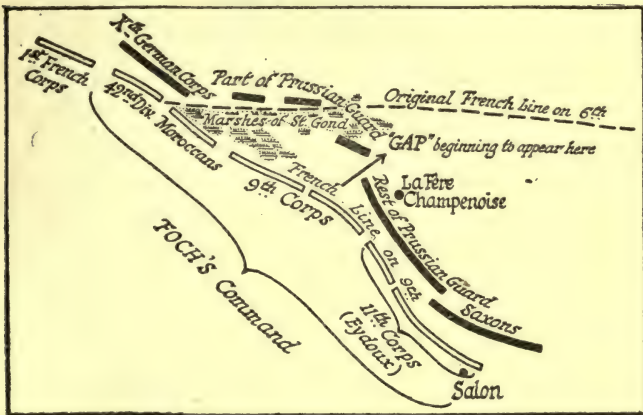 Xth German Corps
1st French
Corps
42nd Div. Moroccans
Part of Prussian Guard
Original French Line on 6th
Marshes of St. Gond
"GAP" beginning to appear here
9th Corps
French Line on 9th
La Fère
Champenoise
Rest of Prussian Guard
Saxons
FOCH'S Command
11th Corps
(Eydoux)
Salon